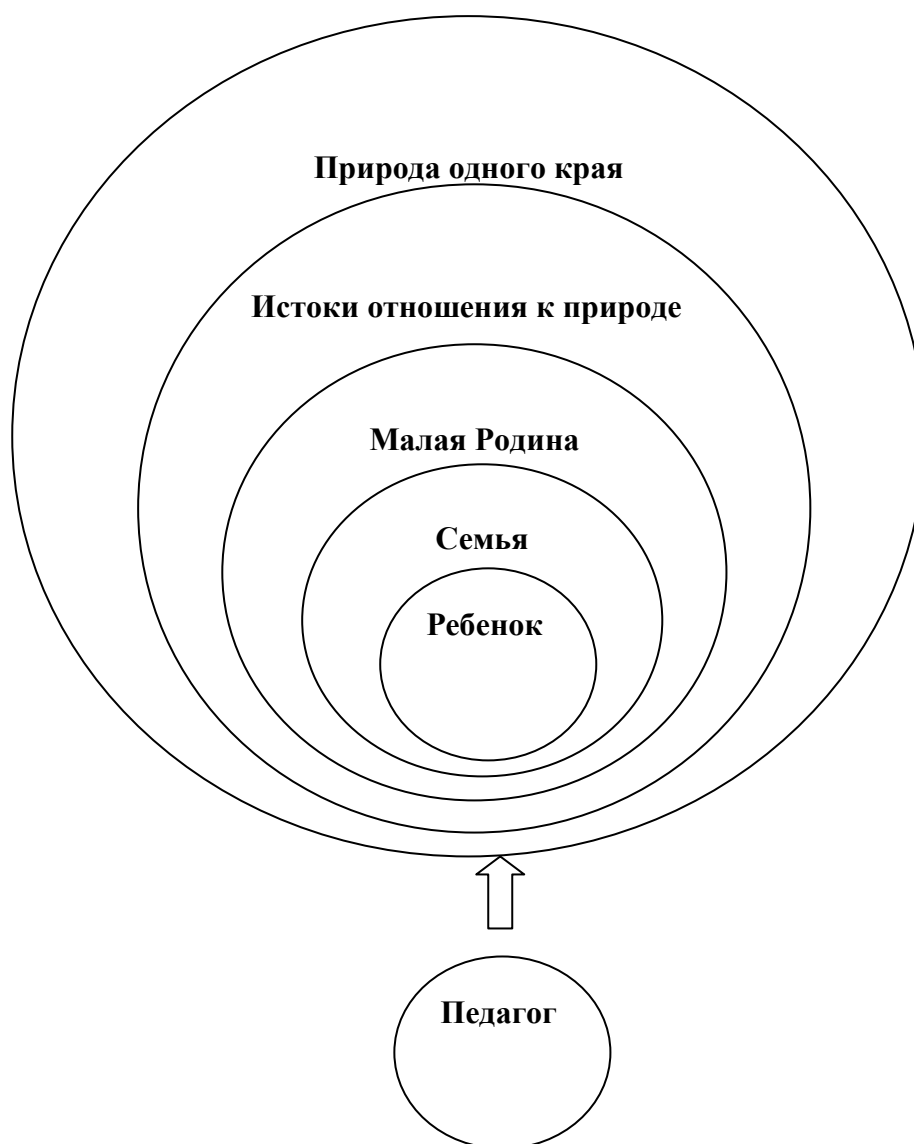 Природа одного края
Истоки отношения к природе
Малая Родина
Семья
Ребенок
Педагог